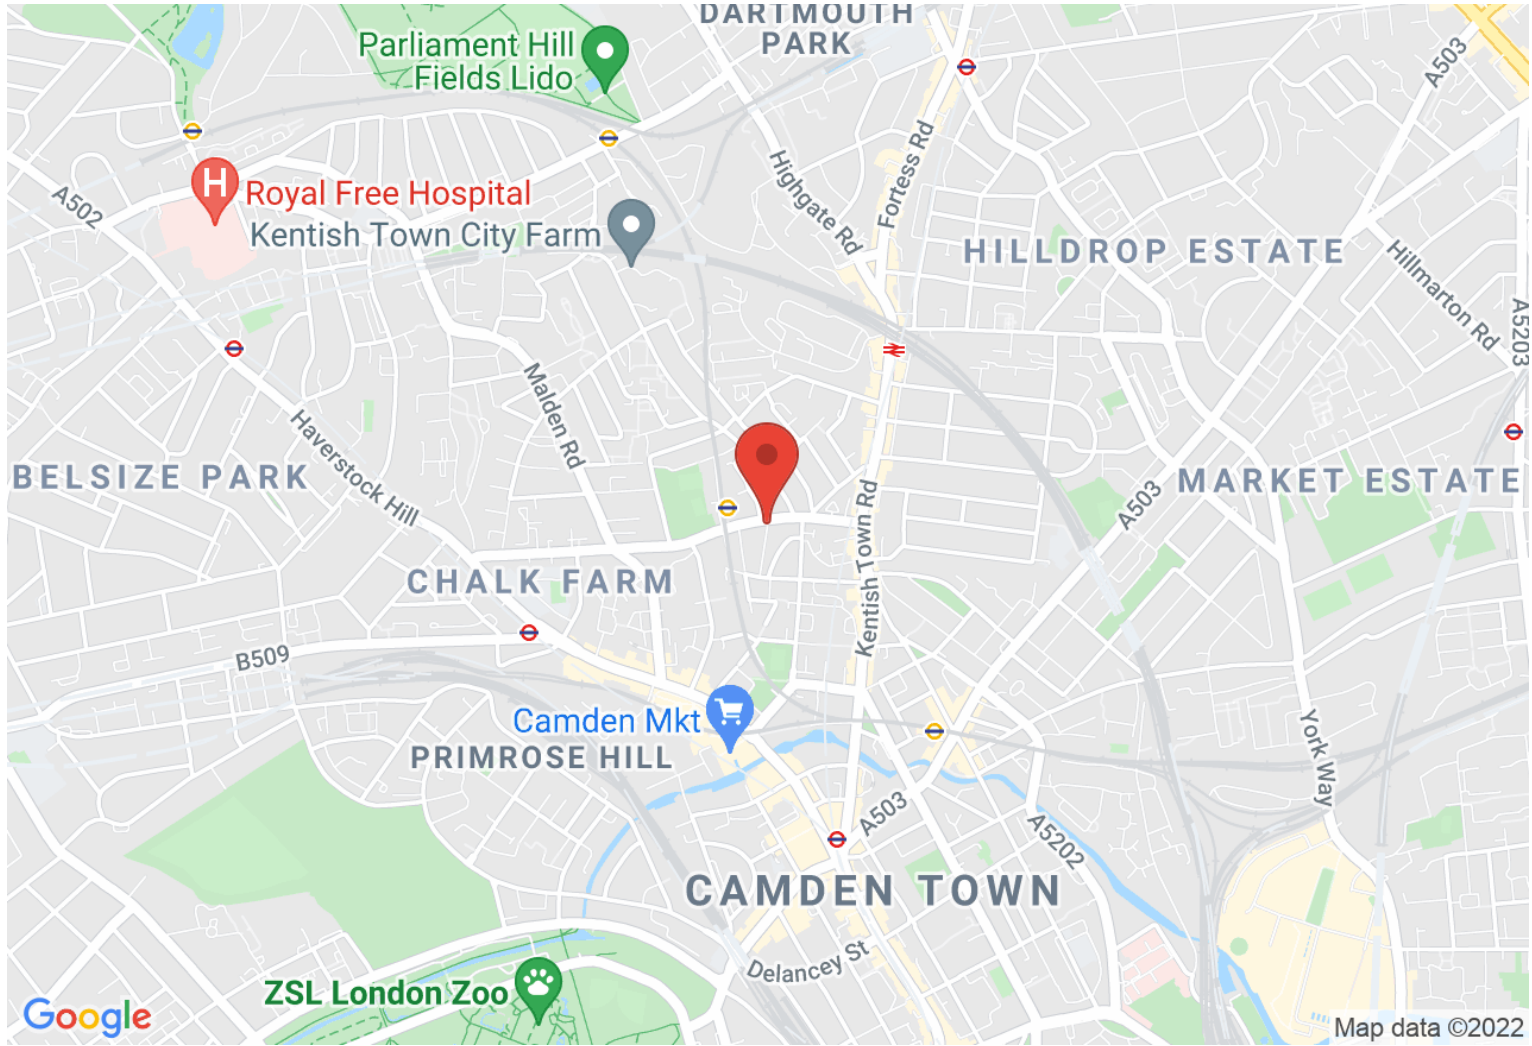 DARTMOUTH
PARK
Parliament Hill
Fields Lido
A503
Fortess Rd
Highgate Rd
H
Royal Free Hospital
A502
Kentish Town City Farm
HILLDROP ESTATE
Hillmarton Rd
A5203
Malden Rd
Haverstock Hill
BELSIZE PARK
MARKET ESTATE
A503
Kentish Town Rd
CHALK FARM
B509
Camden Mkt
PRIMROSE HILL
York Way
A503
A5202
CAMDEN TOWN
Delancey St
ZSL London Zoo
Google
Map data ©2022